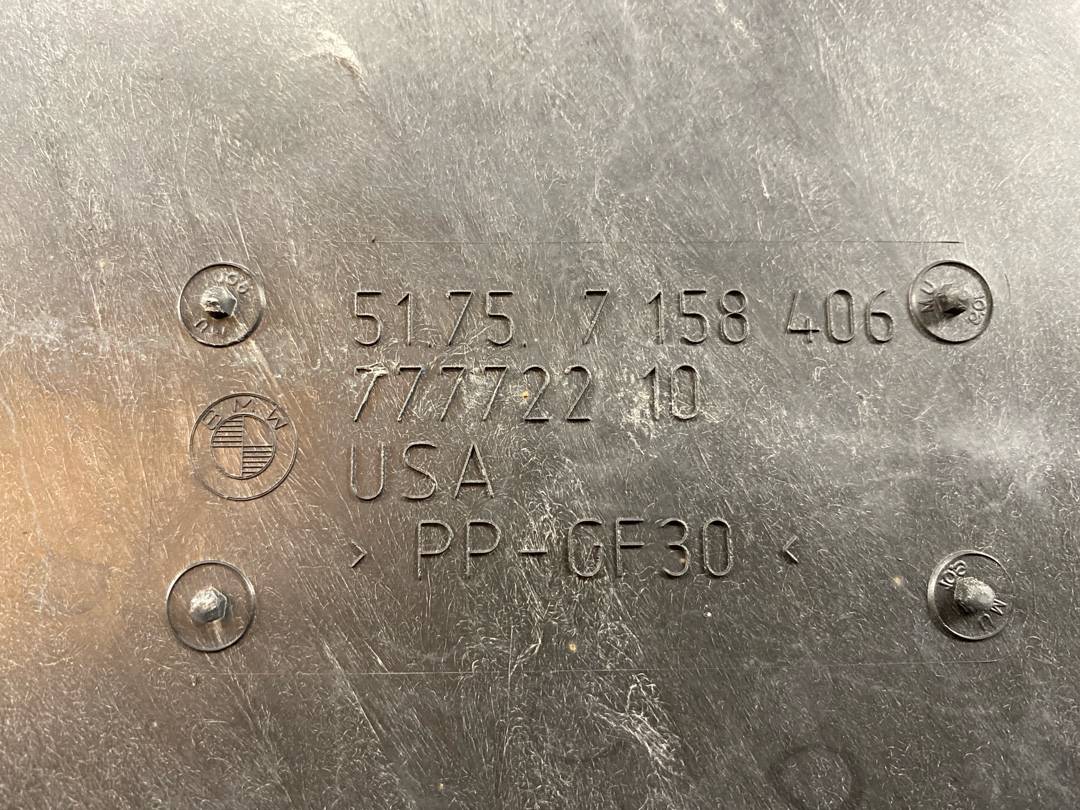 51.75. 7 158 406
777722 10
BMW
USA
> PP-GF30 <